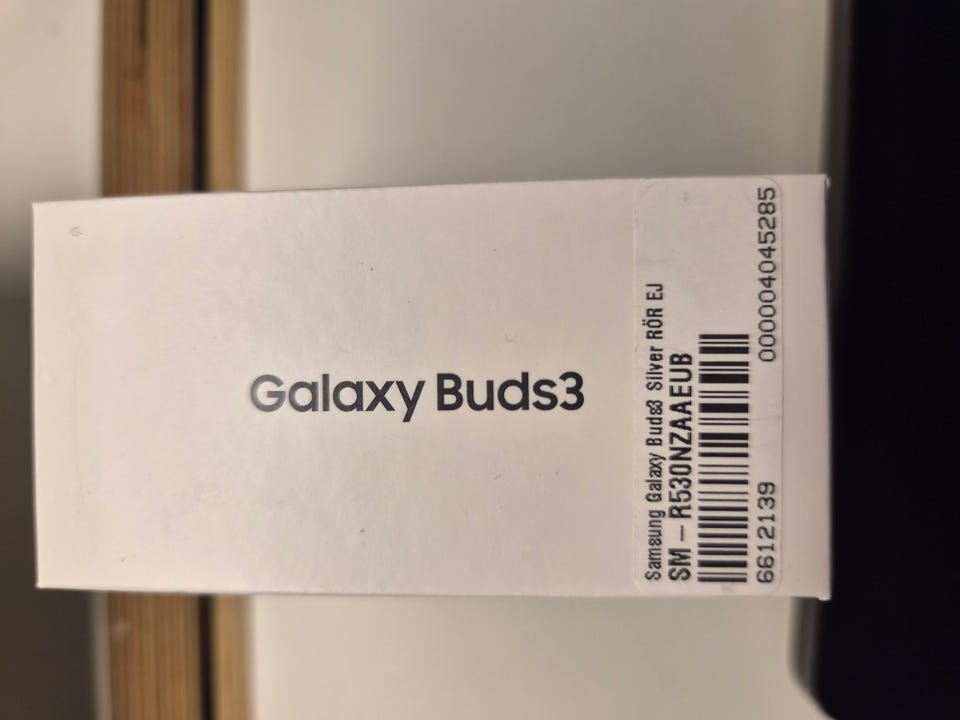 Galaxy Buds3
Samsung Galaxy Buds3 Silver RÖR EJ
SM-R530NZAAEUB
6612139 000004045285